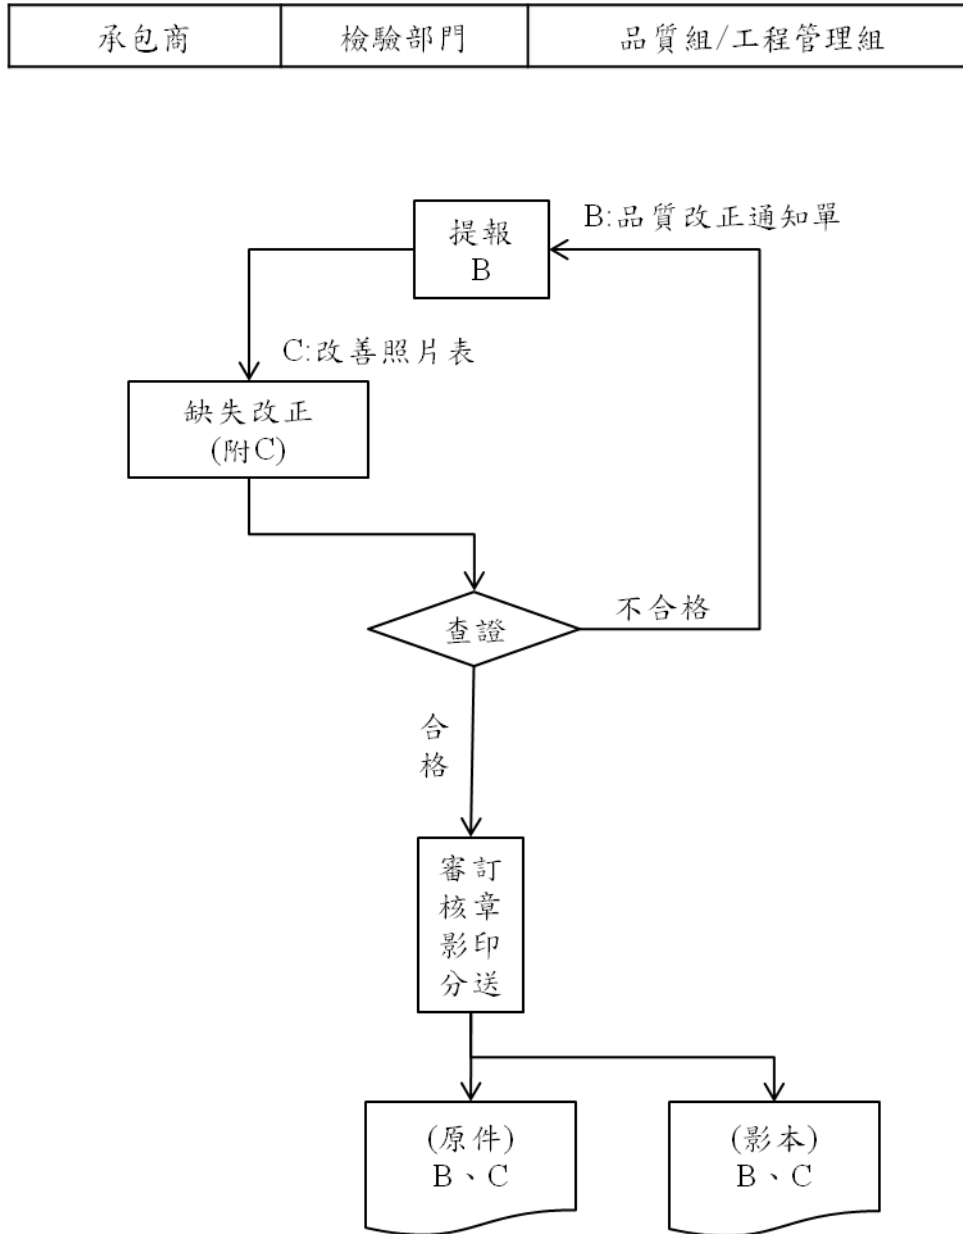 承包商
檢驗部門
品質組/工程管理組
B:品質改正通知單
提報
B
C:改善照片表
缺失改正
(附C)
查證
不合格
合
格
審訂
核章
影印
分送
(原件)
B、C
(影本)
B、C